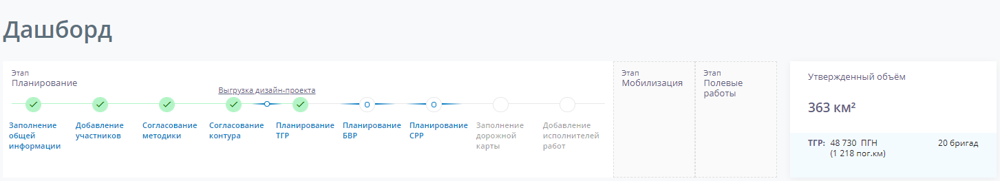 Дашборд
Этап
Планирование
Выгрузка дизайн-проекта
Заполнение
общей
информации
Добавление
участников
Согласование
методики
Согласование
контура
Планирование
ТГР
Планирование
БВР
Планирование
СРР
Заполнение
дорожной
карты
Добавление
исполнителей
работ
Этап
Мобилизация
Этап
Полевые
работы
Утвержденный объём
363 км²
ТГР: 48 730 ПГН 20 бригад
(1 218 пог.км)